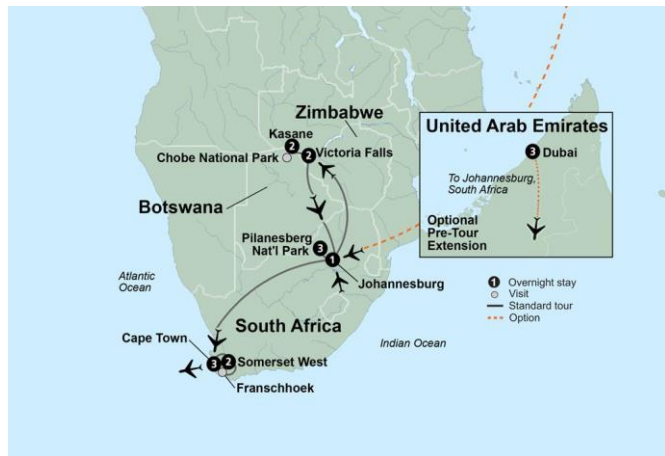 Zimbabwe
Kasane
2
Chobe National Park
2
Victoria Falls
Botswana
Pilanesberg
Nat'l Park
3
1
Johannesburg
Atlantic
Ocean
South Africa
Cape Town
3
2
Somerset West
Franschhoek
Indian Ocean
United Arab Emirates
3
Dubai
To Johannesburg,
South Africa
Optional
Pre-Tour
Extension
1 Overnight stay
Visit
Standard tour
Option